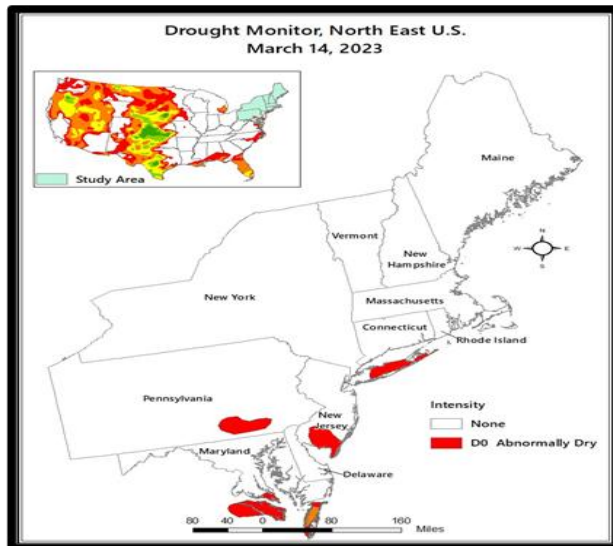 Drought Monitor, North East U.S.
March 14, 2023
Study Area
Maine
N
W E
S
Vermont
New
Hampshire
New York
Massachusetts
Connecticut
Rhode Island
Pennsylvania
New
Jersey
Intensity
None
D0 Abnormally Dry
Maryland
Delaware
80 40 0 80 160
Miles